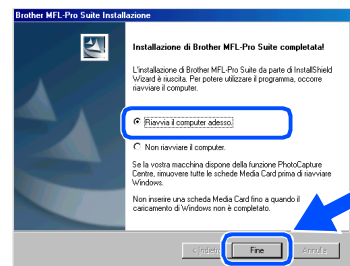 Brother MFL-Pro Suite Installazione
Installazione di Brother MFL-Pro Suite completata!
L'installazione di Brother MFL-Pro Suite da parte di InstallShield
Wizard è riuscita. Per potere utilizzare il programma, occorre
riavviare il computer.
Riavvia il computer adesso.
Non riavviare il computer.
Se la vostra macchina dispone della funzione PhotoCapture
Centre, rimuovere tutte le schede Media Card prima di riavviare
Windows.
Non inserire una scheda Media Card fino a quando il
caricamento di Windows non è completato.
< Indietro Fine Annulla